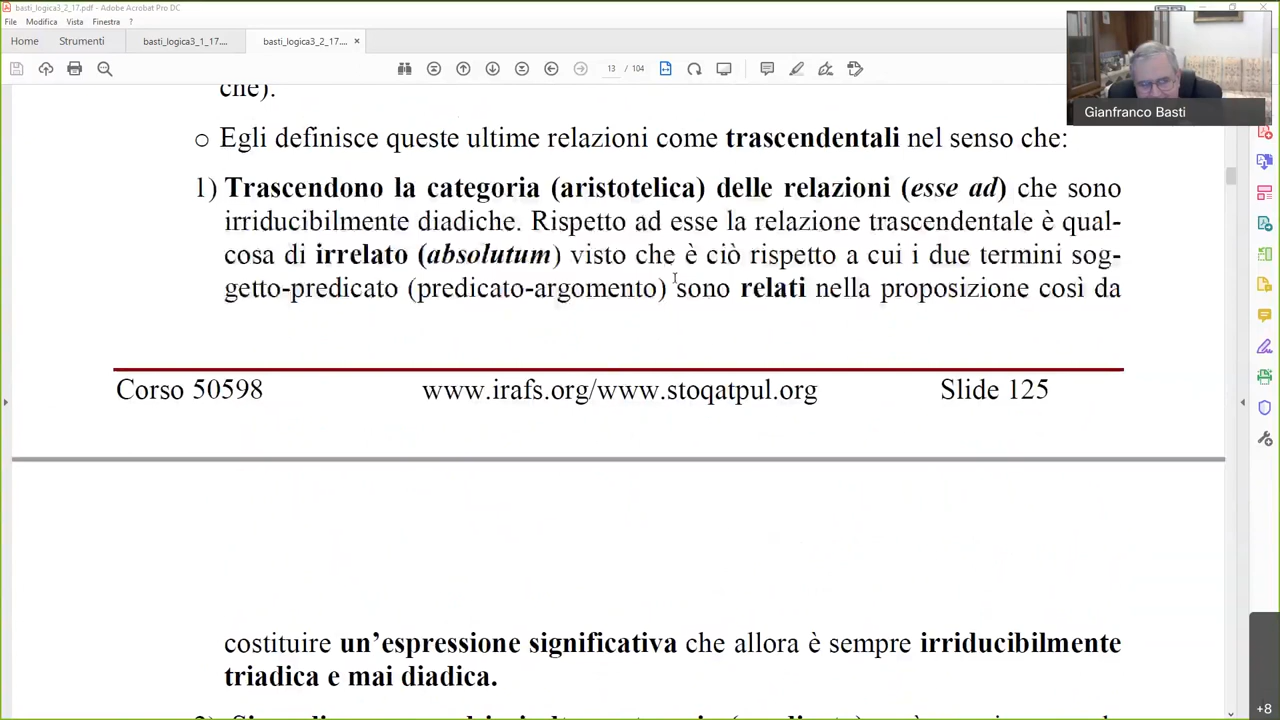 basti_logica3_2_17.pdf - Adobe Acrobat Pro DC
File Modifica Vista Finestra ?
Home Strumenti basti_logica3_1_17.... basti_logica3_2_17.... ×
13 / 104
Gianfranco Basti
che).
o Egli definisce queste ultime relazioni come trascendentali nel senso che:
1) Trascendono la categoria (aristotelica) delle relazioni (esse ad) che sono
irriducibilmente diadiche. Rispetto ad esse la relazione trascendentale è qual-
cosa di irrelato (absolutum) visto che è ciò rispetto a cui i due termini sog-
getto-predicato (predicato-argomento) sono relati nella proposizione così da
Corso 50598 www.irafs.org/www.stoqatpul.org Slide 125
costituire un'espressione significativa che allora è sempre irriducibilmente
triadica e mai diadica.
+8